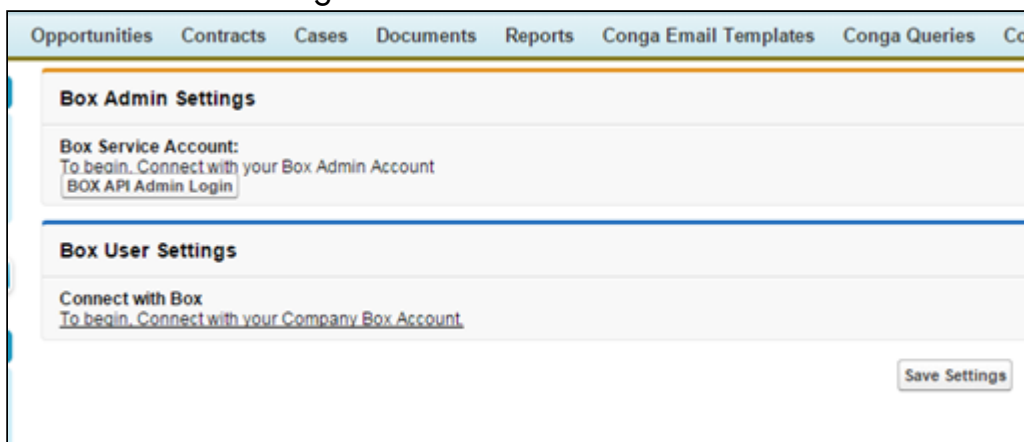 Opportunities Contracts Cases Documents Reports Conga Email Templates Conga Queries Co
Box Admin Settings
Box Service Account:
To begin, Connect with your Box Admin Account
BOX API Admin Login
Box User Settings
Connect with Box
To begin, Connect with your Company Box Account.
Save Settings